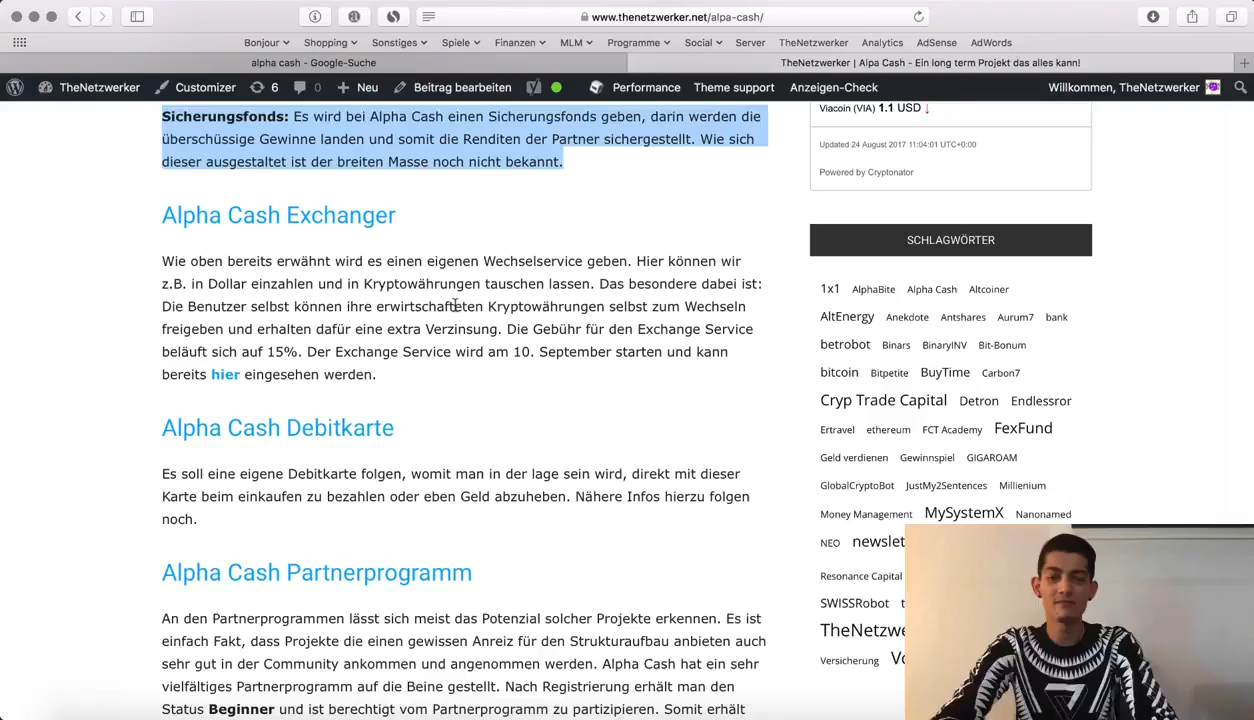 www.thenetzwerker.net/alpa-cash/
Bonjour Shopping Sonstiges Spiele Finanzen MLM Programme Social Server TheNetzwerker Analytics AdSense AdWords
alpha cash - Google-Suche
TheNetzwerker | Alpa Cash - Ein long term Projekt das alles kann!
TheNetzwerker Customizer 6 0 Neu Beitrag bearbeiten Performance Theme support Anzeigen-Check Willkommen, TheNetzwerker
Sicherungsfonds: Es wird bei Alpha Cash einen Sicherungsfonds geben, darin werden die
überschüssige Gewinne landen und somit die Renditen der Partner sichergestellt. Wie sich
dieser ausgestaltet ist der breiten Masse noch nicht bekannt.
Alpha Cash Exchanger
Wie oben bereits erwähnt wird es einen eigenen Wechselservice geben. Hier können wir
z.B. in Dollar einzahlen und in Kryptowährungen tauschen lassen. Das besondere dabei ist:
Die Benutzer selbst können ihre erwirtschafteten Kryptowährungen selbst zum Wechseln
freigeben und erhalten dafür eine extra Verzinsung. Die Gebühr für den Exchange Service
beläuft sich auf 15%. Der Exchange Service wird am 10. September starten und kann
bereits hier eingesehen werden.
Alpha Cash Debitkarte
Es soll eine eigene Debitkarte folgen, womit man in der lage sein wird, direkt mit dieser
Karte beim einkaufen zu bezahlen oder eben Geld abzuheben. Nähere Infos hierzu folgen
noch.
Alpha Cash Partnerprogramm
An den Partnerprogrammen lässt sich meist das Potenzial solcher Projekte erkennen. Es ist
einfach Fakt, dass Projekte die einen gewissen Anreiz für den Strukturaufbau anbieten auch
sehr gut in der Community ankommen und angenommen werden. Alpha Cash hat ein sehr
vielfältiges Partnerprogramm auf die Beine gestellt. Nach Registrierung erhält man den
Status Beginner und ist berechtigt vom Partnerprogramm zu partizipieren. Somit erhält
Viacoin (VIA) 1.1 USD ↓
Updated 24 August 2017 11:04:01 UTC+0:00
Powered by Cryptonator
SCHLAGWÖRTER
1x1 AlphaBite Alpha Cash Altcoiner
AltEnergy Anekdote Antshares Aurum7 bank
betrobot Binars BinaryINV Bit-Bonum
bitcoin Bitpetite BuyTime Carbon7
Cryp Trade Capital Detron Endlessror
Ertravel ethereum FCT Academy FexFund
Geld verdienen Gewinnspiel GIGAROAM
GlobalCryptoBot JustMy2Sentences Millienium
Money Management MySystemX Nanonamed
NEO newslet
Resonance Capital
SWISSRobot t
TheNetzwe
Versicherung Vo